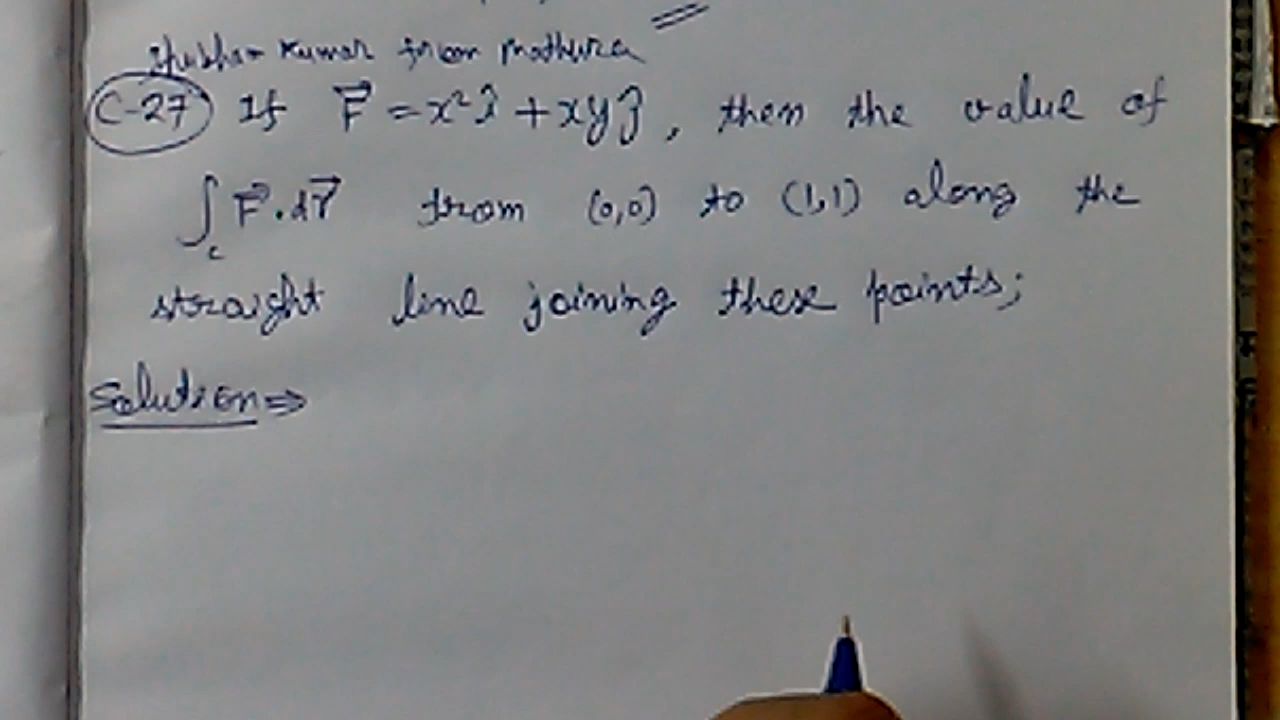 Shubham Kumar from Mathura
C-27 If F⃗ = x²î + xyĵ, then the value of
∫c F⃗.dr⃗ from (0,0) to (1,1) along the
straight line joining these points;
Solution ⇒